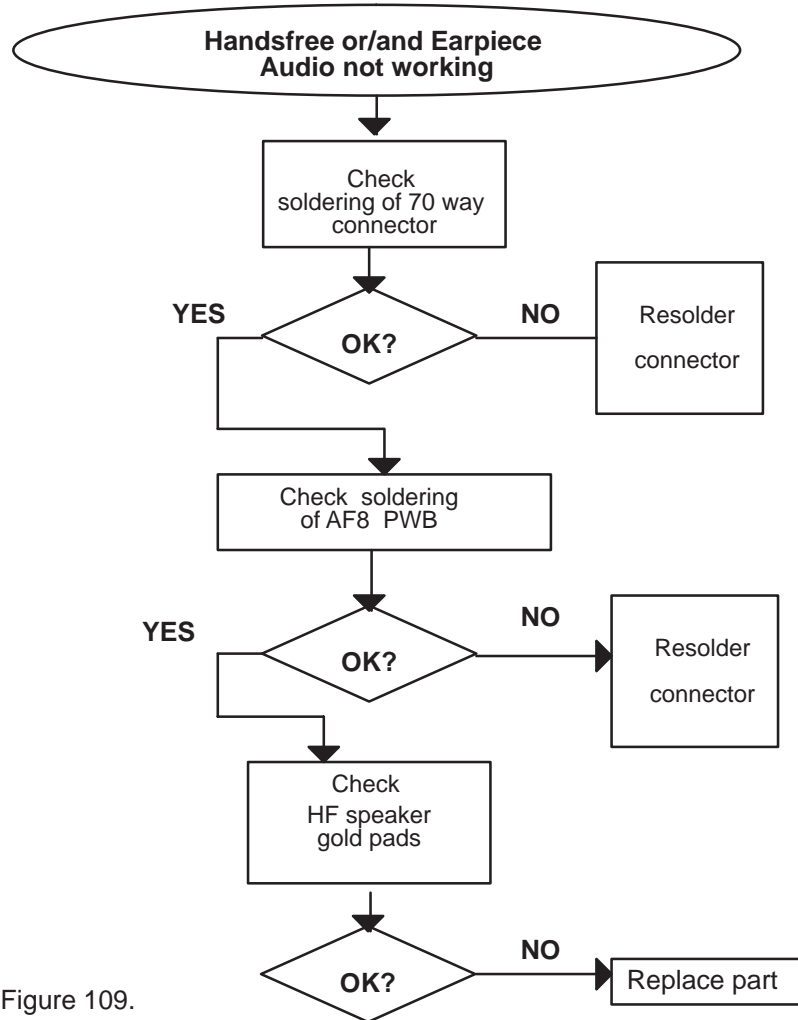 Handsfree or/and Earpiece
Audio not working
Check
soldering of 70 way
connector
YES
OK?
NO
Resolder
connector
Check soldering
of AF8 PWB
YES
OK?
NO
Resolder
connector
Check
HF speaker
gold pads
OK?
NO
Replace part
Figure 109.